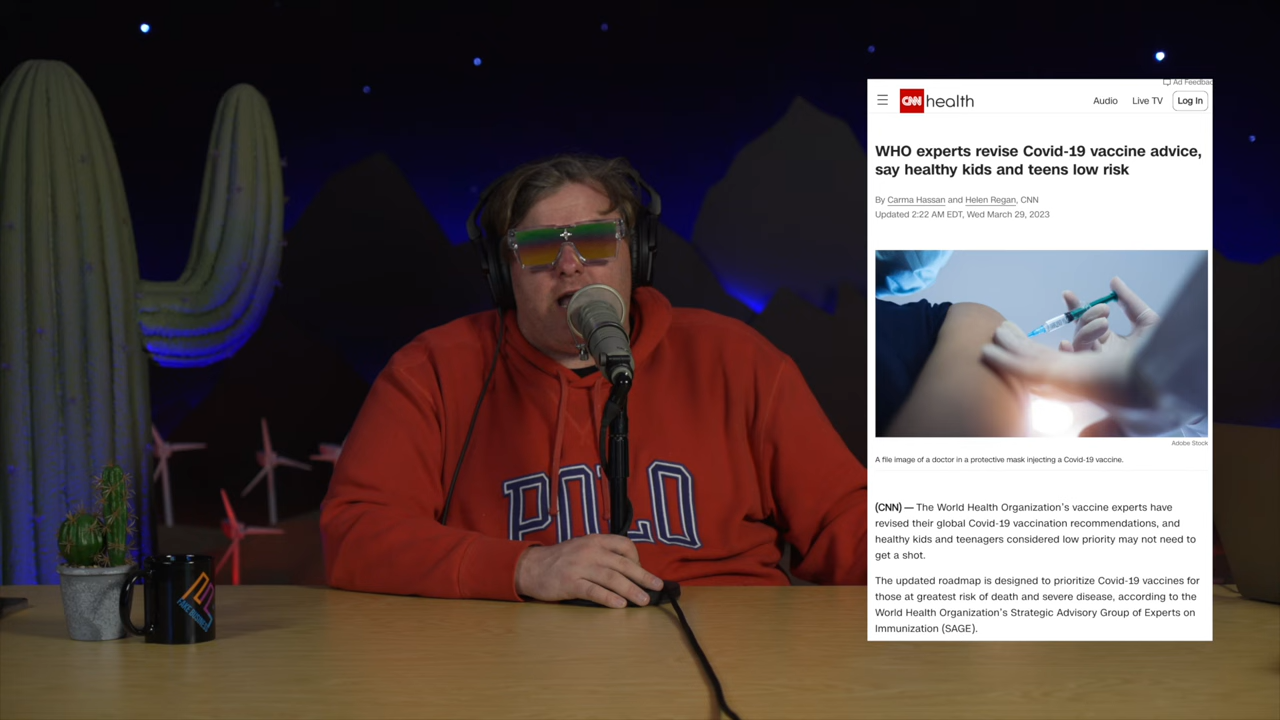 POLO
Ad Feedbac
CNN health
Audio Live TV Log In
WHO experts revise Covid-19 vaccine advice,
say healthy kids and teens low risk
By Carma Hassan and Helen Regan, CNN
Updated 2:22 AM EDT, Wed March 29, 2023
Adobe Stock
A file image of a doctor in a protective mask injecting a Covid-19 vaccine.
(CNN) — The World Health Organization's vaccine experts have
revised their global Covid-19 vaccination recommendations, and
healthy kids and teenagers considered low priority may not need to
get a shot.
The updated roadmap is designed to prioritize Covid-19 vaccines for
those at greatest risk of death and severe disease, according to the
World Health Organization's Strategic Advisory Group of Experts on
Immunization (SAGE).